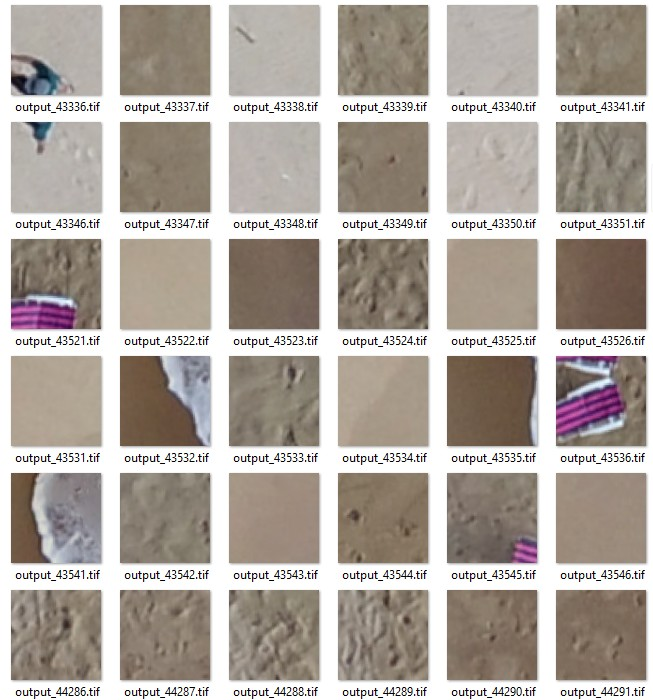 output_43336.tif output_43337.tif output_43338.tif output_43339.tif output_43340.tif output_43341.tif
output_43346.tif output_43347.tif output_43348.tif output_43349.tif output_43350.tif output_43351.tif
output_43521.tif output_43522.tif output_43523.tif output_43524.tif output_43525.tif output_43526.tif
output_43531.tif output_43532.tif output_43533.tif output_43534.tif output_43535.tif output_43536.tif
output_43541.tif output_43542.tif output_43543.tif output_43544.tif output_43545.tif output_43546.tif
output_44286.tif output_44287.tif output_44288.tif output_44289.tif output_44290.tif output_44291.tif